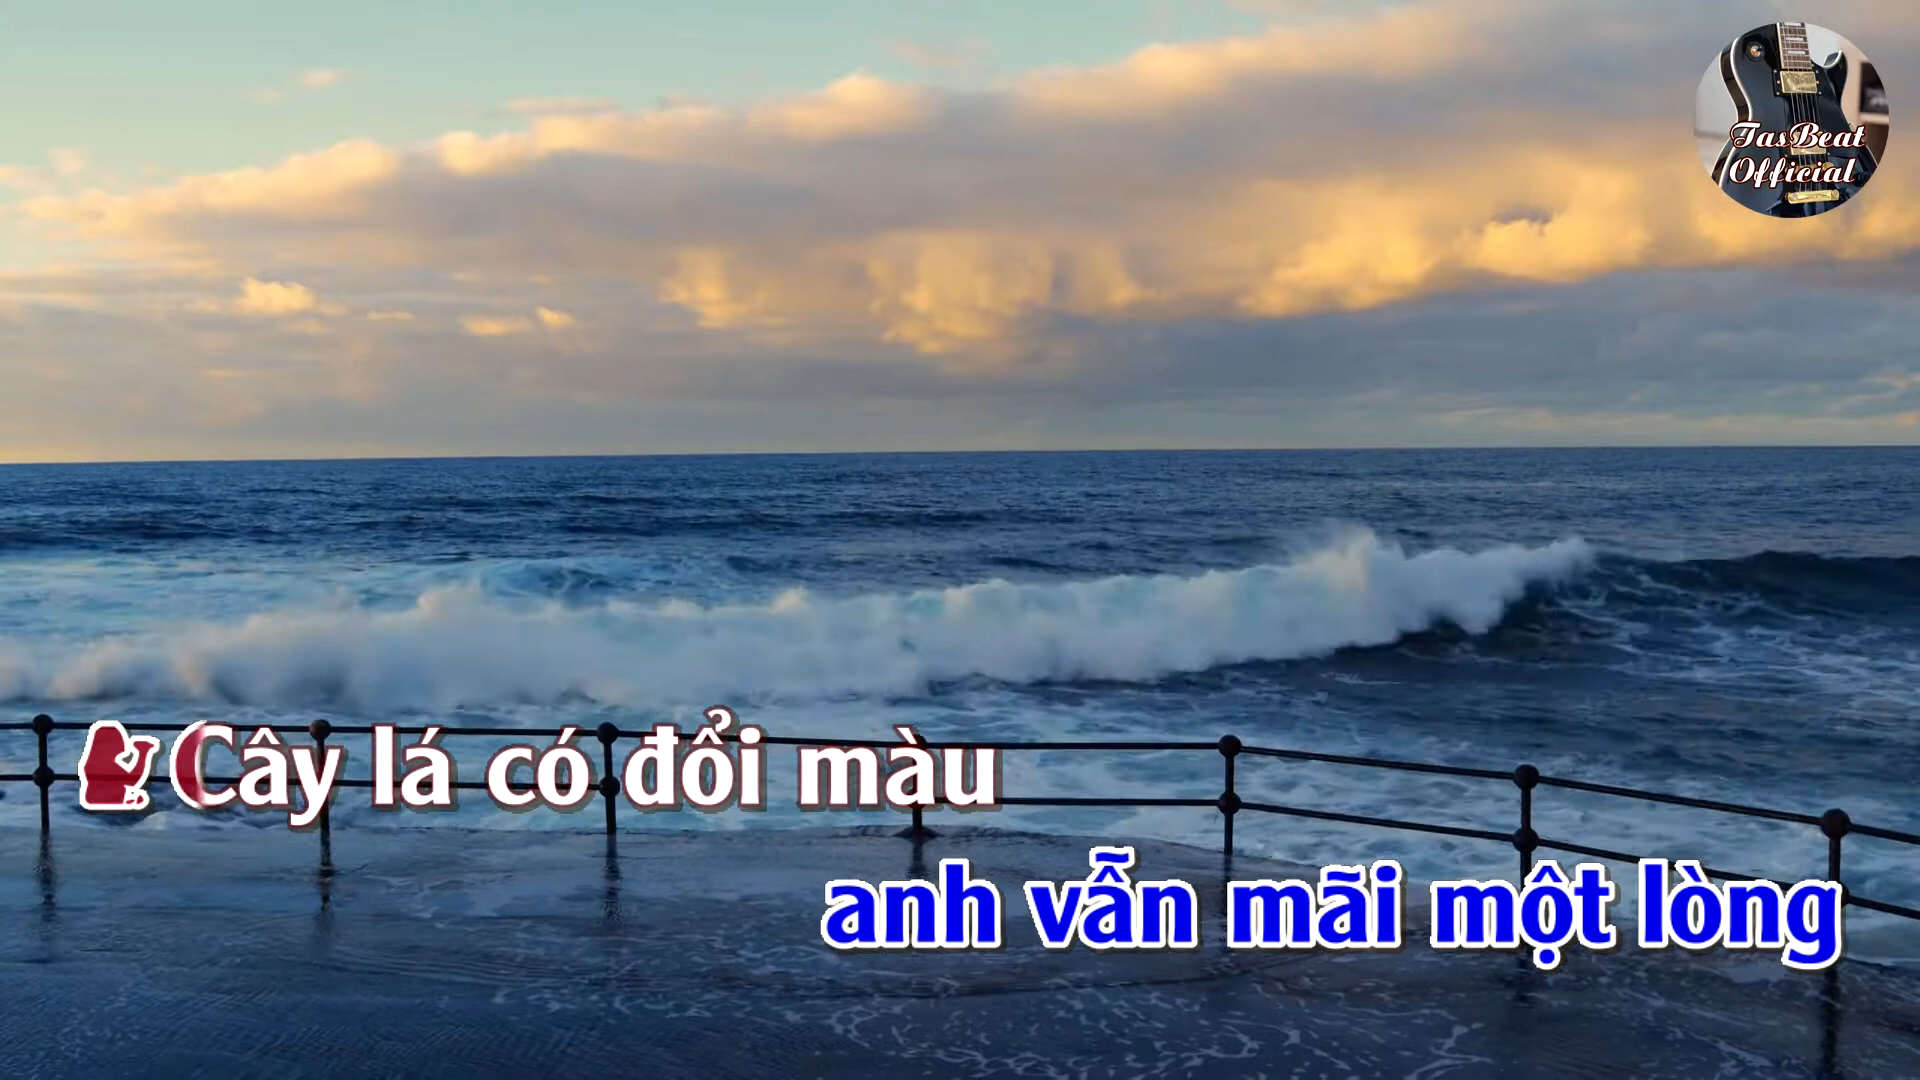 TasBeat
Official
Cây lá có đổi màu
anh vẫn mãi một lòng